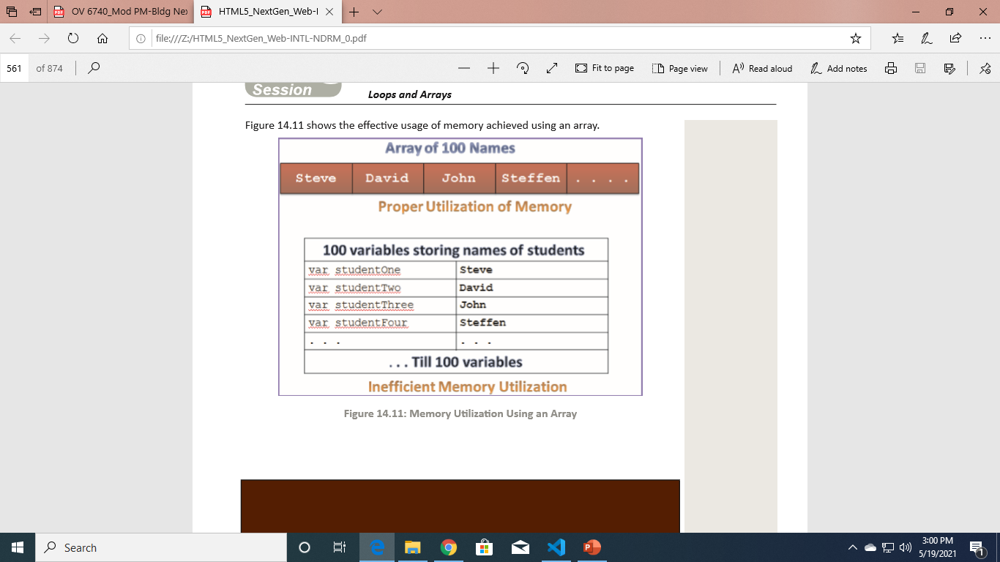 OV 6740_Mod PM-Bldg Nex
HTML5_NextGen_Web-I
file:///Z:/HTML5_NextGen_Web-INTL-NDRM_0.pdf
561 of 874
Fit to page
Page view
Read aloud
Add notes
Session
Loops and Arrays
Figure 14.11 shows the effective usage of memory achieved using an array.
Array of 100 Names
Steve David John Steffen . . . .
Proper Utilization of Memory
100 variables storing names of students
var studentOne Steve
var studentTwo David
var studentThree John
var studentFour Steffen
. . . . . .
. . . Till 100 variables
Inefficient Memory Utilization
Figure 14.11: Memory Utilization Using an Array
Search
3:00 PM
5/19/2021
1